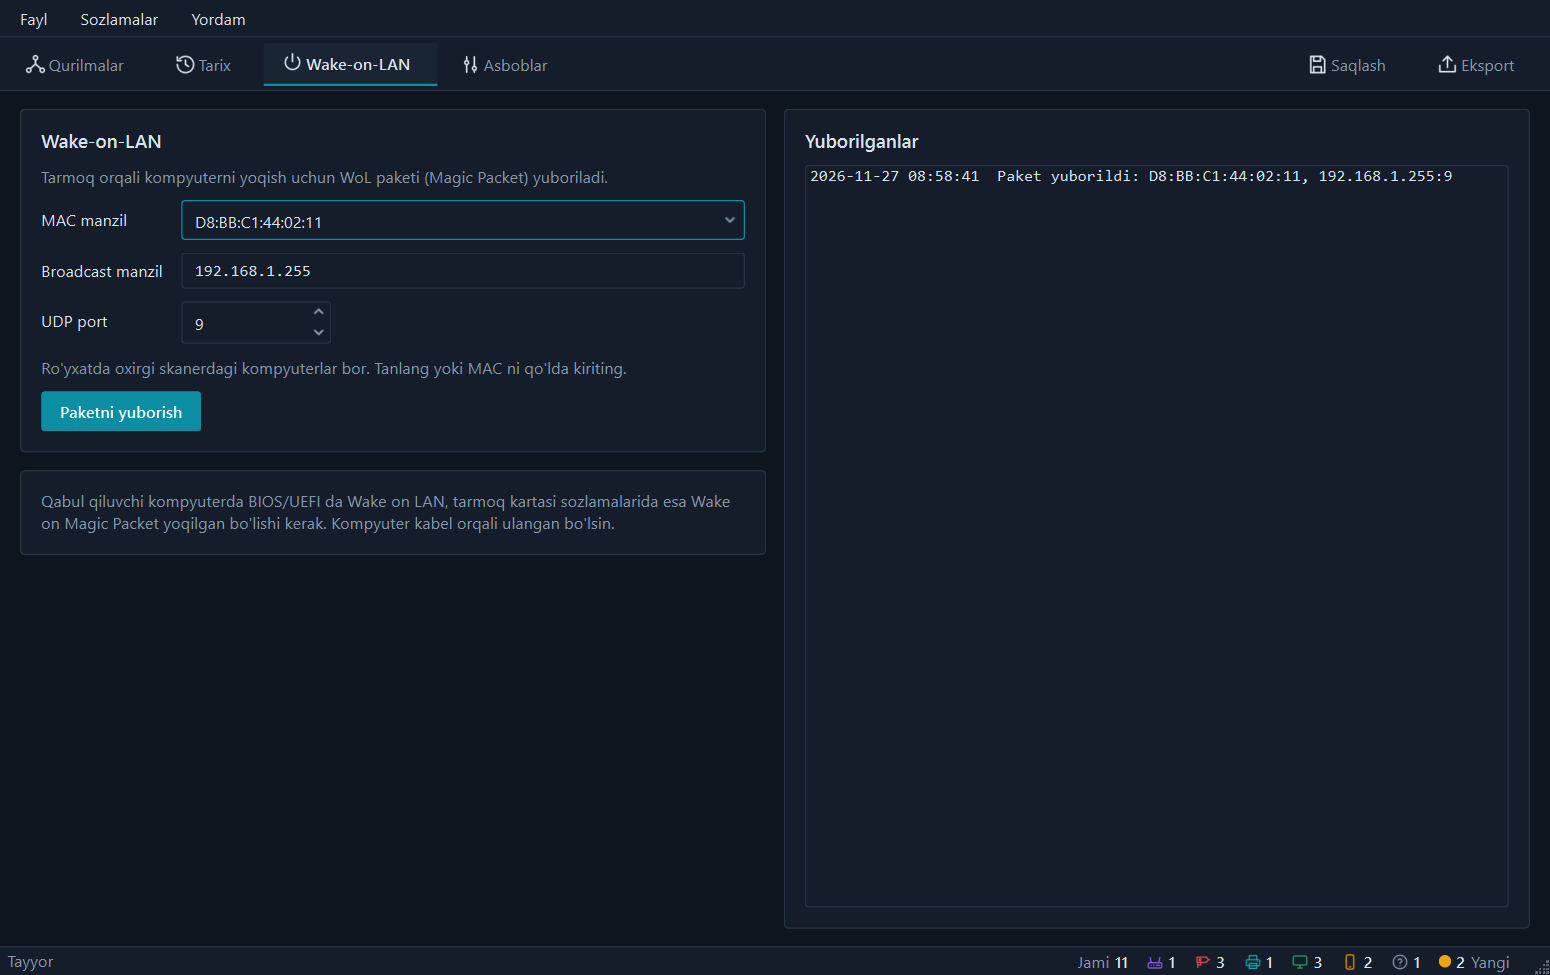 Fayl Sozlamalar Yordam
Qurilmalar Tarix Wake-on-LAN Asboblar Saqlash Eksport
Wake-on-LAN
Tarmoq orqali kompyuterni yoqish uchun WoL paketi (Magic Packet) yuboriladi.
MAC manzil D8:BB:C1:44:02:11
Broadcast manzil 192.168.1.255
UDP port 9
Ro'yxatda oxirgi skanerdagi kompyuterlar bor. Tanlang yoki MAC ni qo'lda kiriting.
Paketni yuborish
Qabul qiluvchi kompyuterda BIOS/UEFI da Wake on LAN, tarmoq kartasi sozlamalarida esa Wake
on Magic Packet yoqilgan bo'lishi kerak. Kompyuter kabel orqali ulangan bo'lsin.
Yuborilganlar
2026-11-27 08:58:41 Paket yuborildi: D8:BB:C1:44:02:11, 192.168.1.255:9
Tayyor Jami 11 1 3 1 3 2 1 2 Yangi